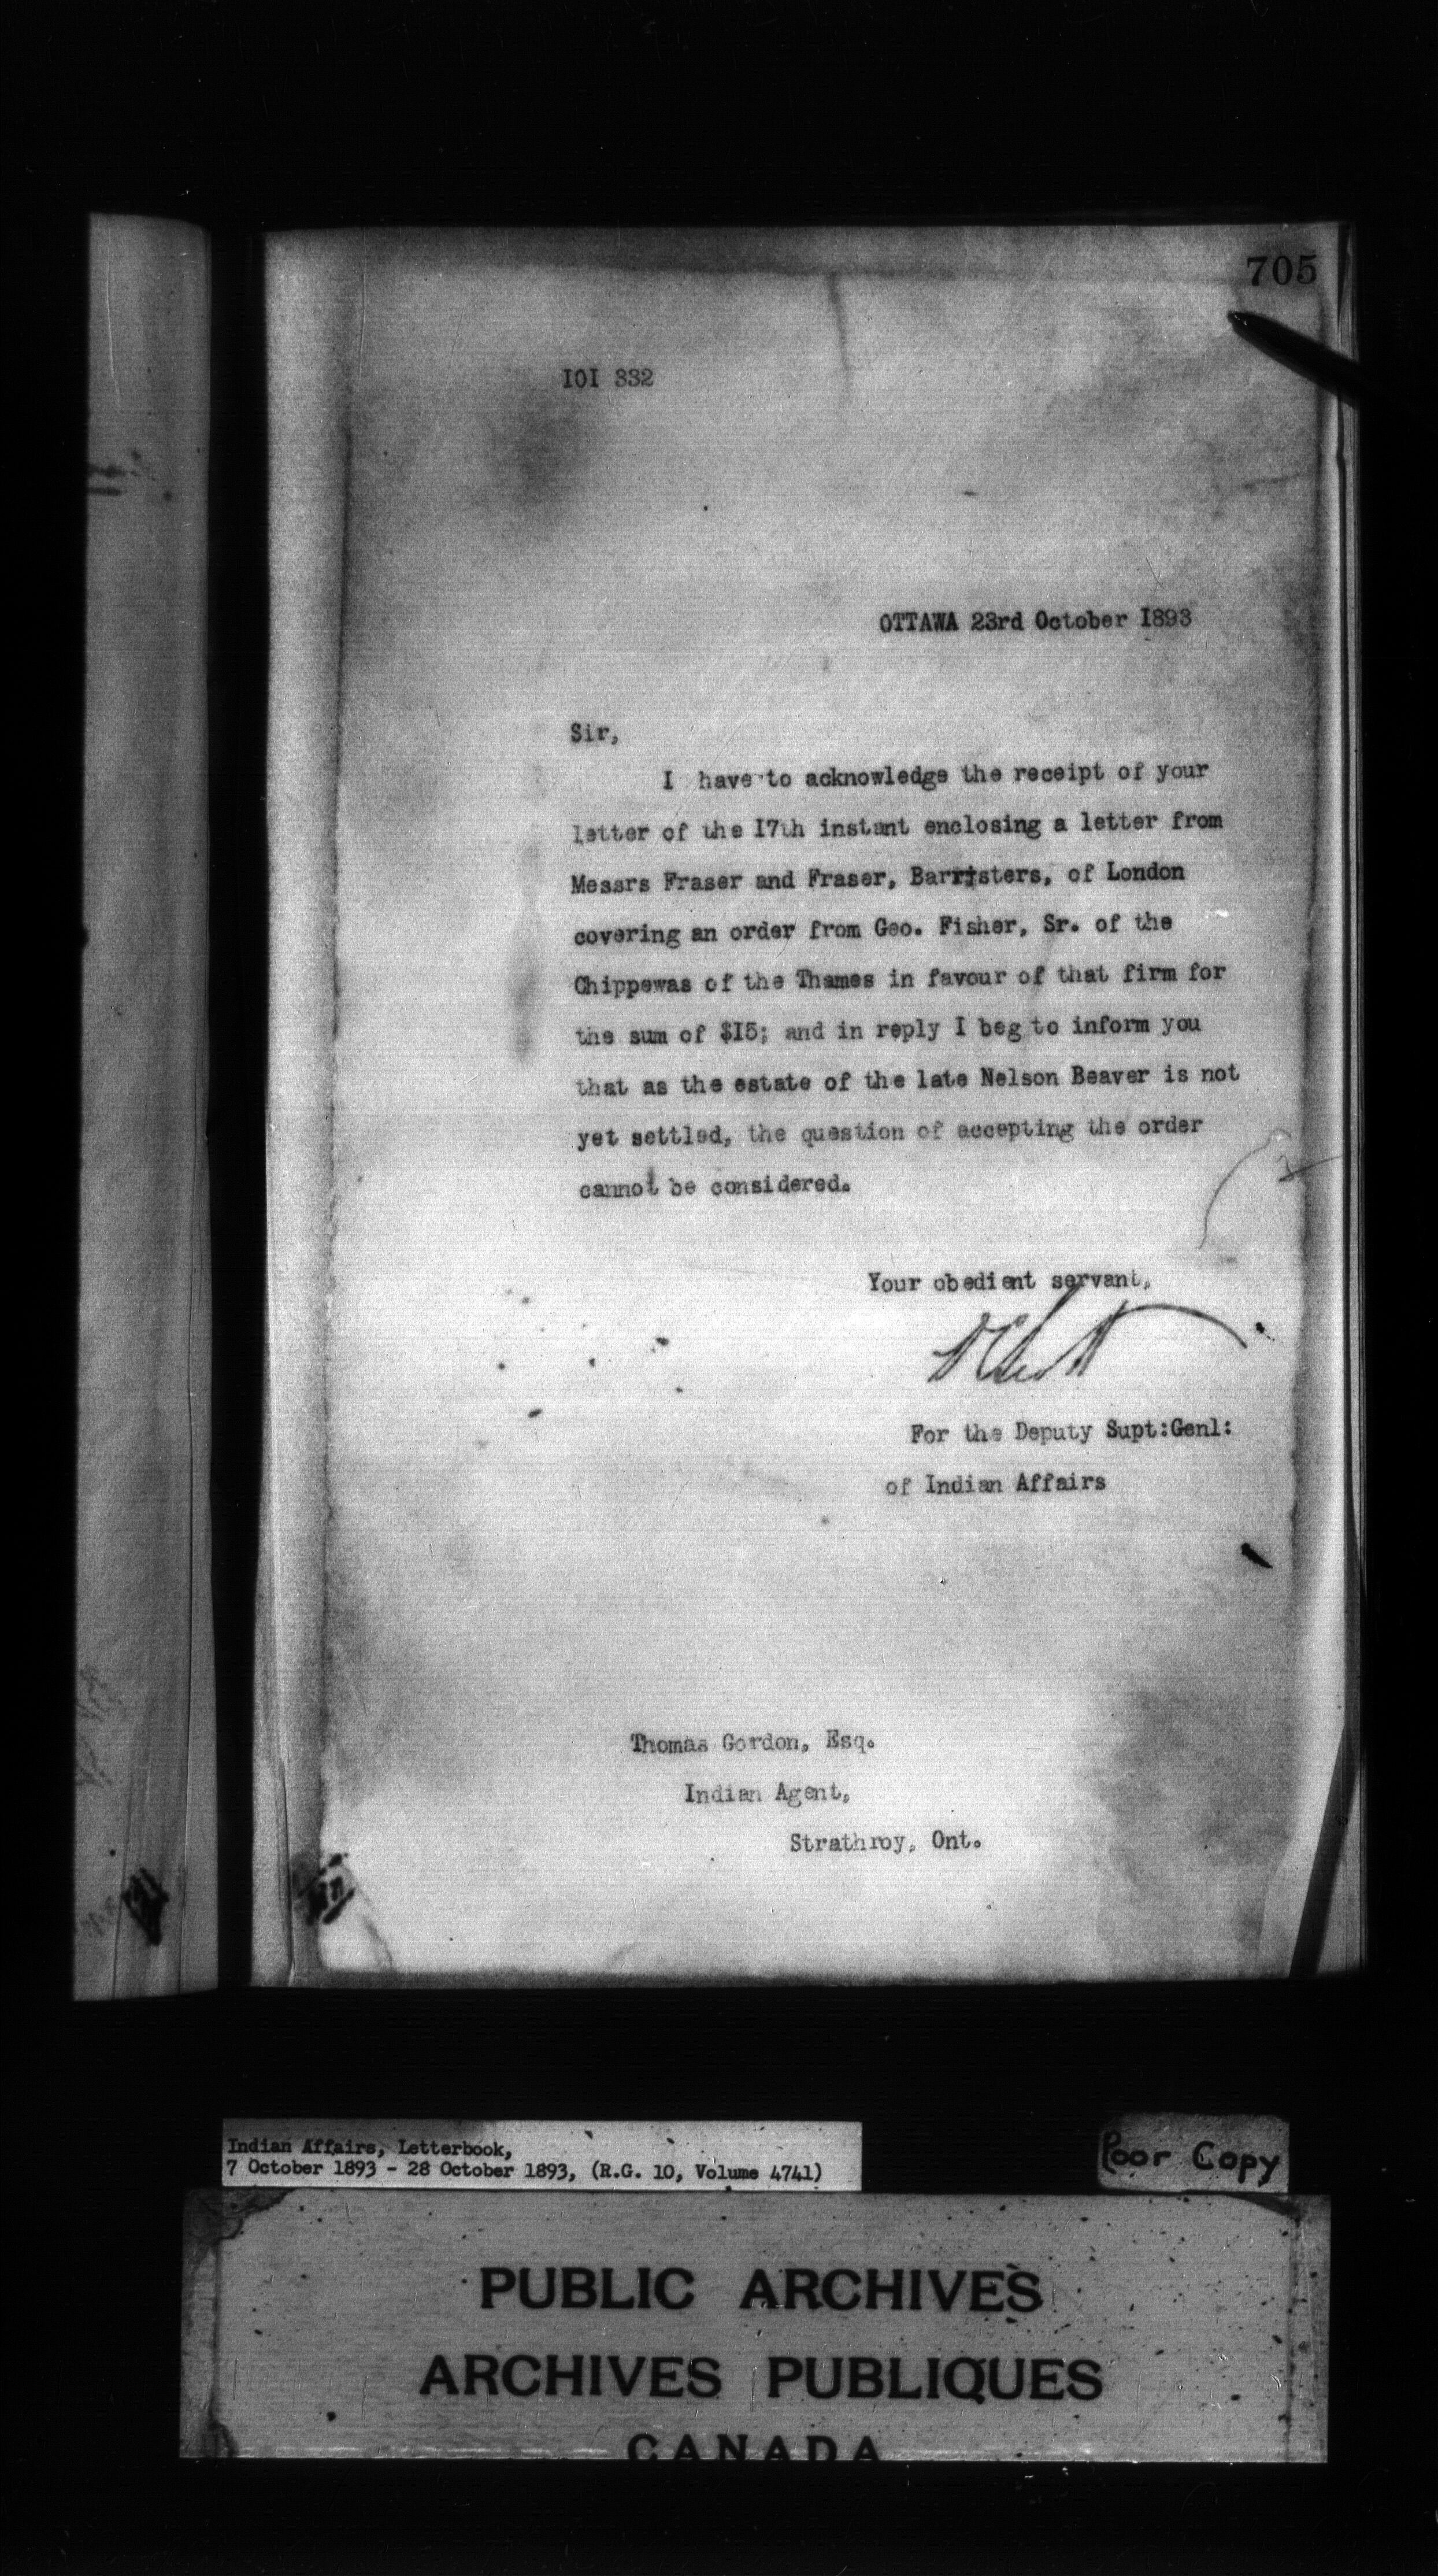 705
IOI 332
OTTAWA 23rd October I893
Sir,
I have to acknowledge the receipt of your
letter of the I7th instant enclosing a letter from
Messrs Fraser and Fraser, Barristers, of London
covering an order from Geo. Fisher, Sr. of the
Chippewas of the Thames in favour of that firm for
the sum of $I5; and in reply I beg to inform you
that as the estate of the late Nelson Beaver is not
yet settled, the question of accepting the order
cannot be considered.
Your obedient servant,
For the Deputy Supt:Genl:
of Indian Affairs
Thomas Gordon, Esq.
Indian Agent,
Strathroy, Ont.
Indian Affairs, Letterbook,
7 October 1893 - 28 October 1893, (R.G. 10, Volume 4741)
Poor Copy
PUBLIC ARCHIVES
ARCHIVES PUBLIQUES
CANADA